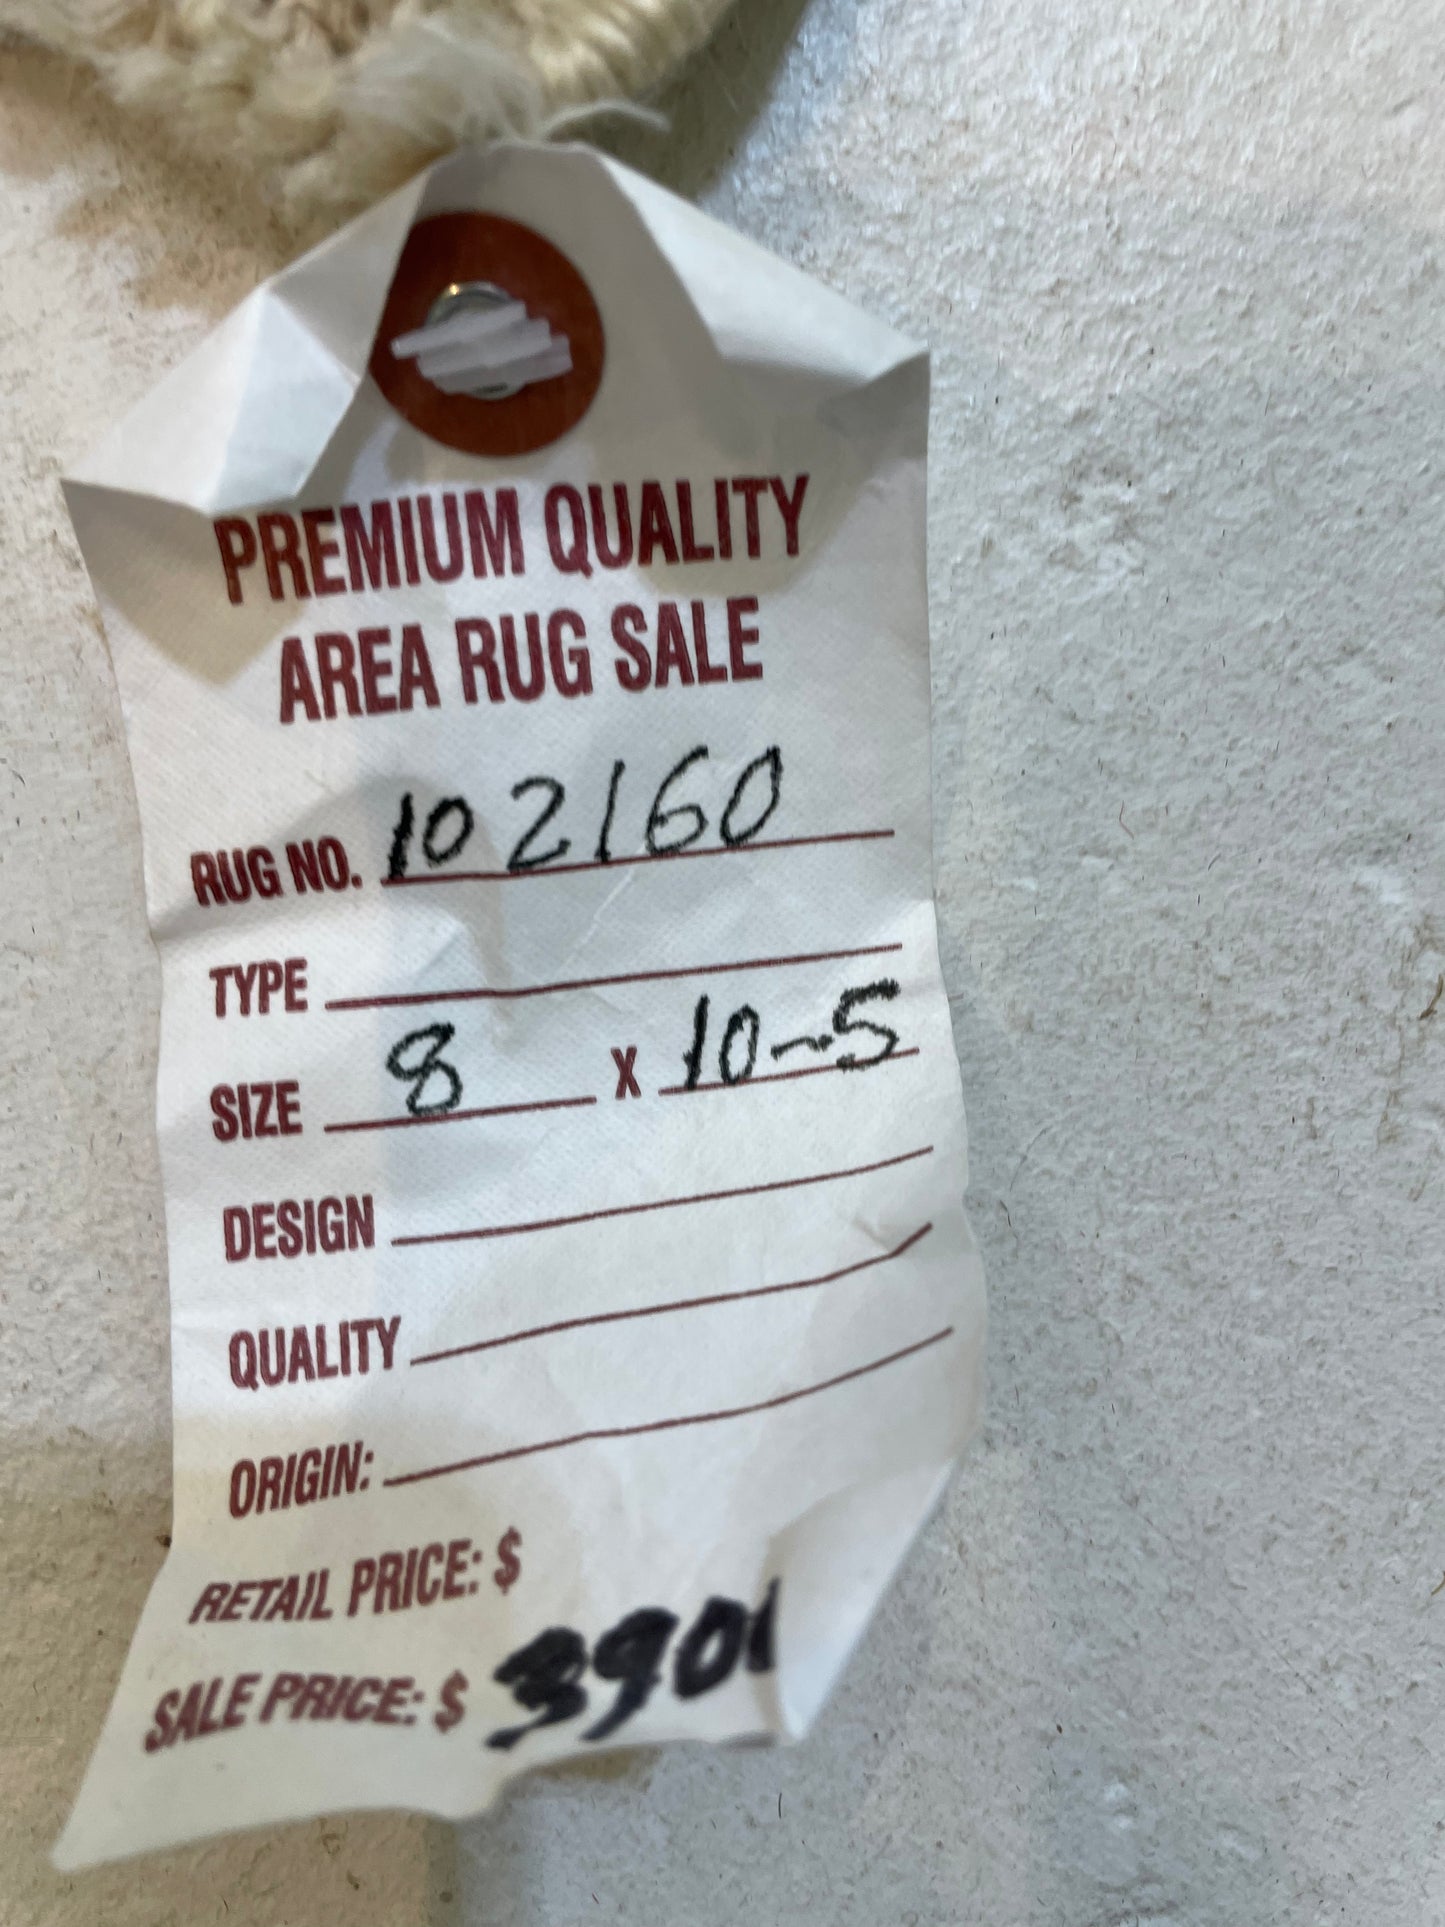 PREMIUM QUALITY
AREA RUG SALE
RUG NO. 102160
TYPE
SIZE 8 X 10-5
DESIGN
QUALITY
ORIGIN:
RETAIL PRICE: $
SALE PRICE: $